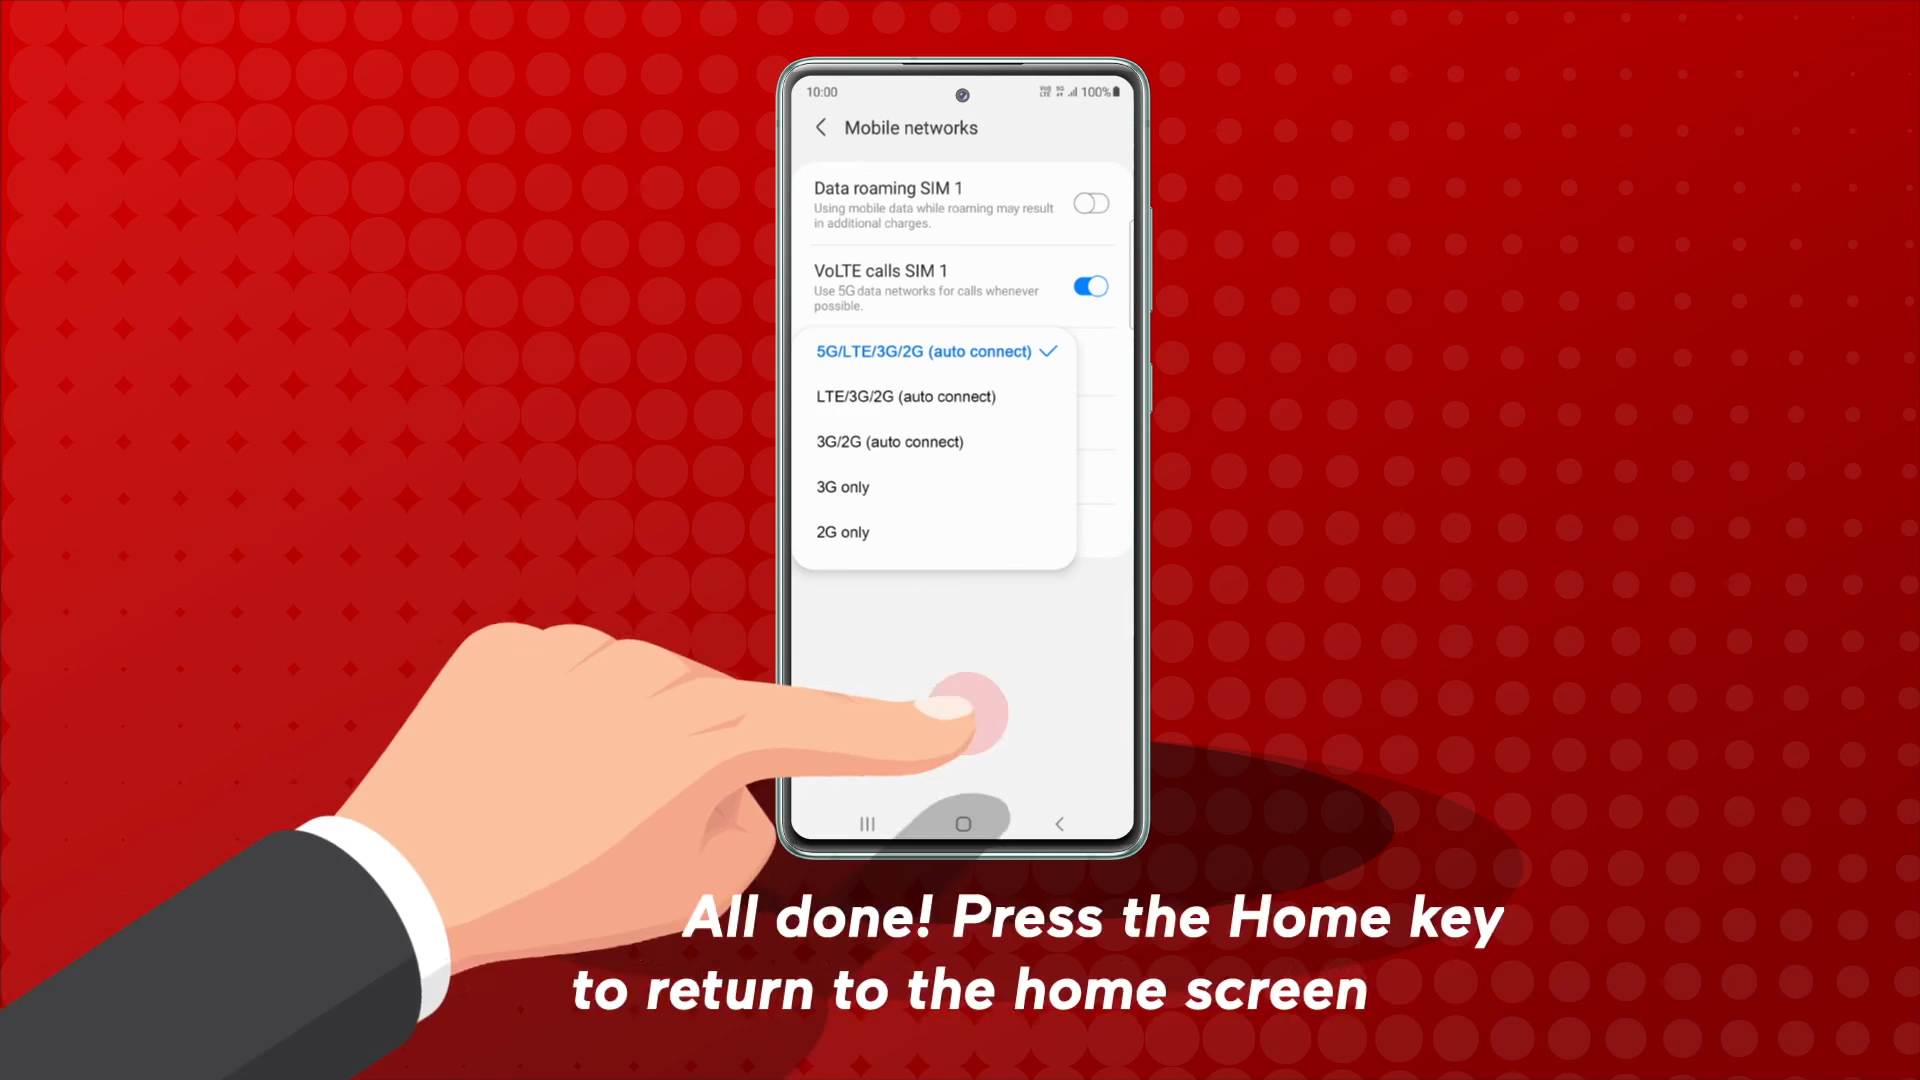 10:00
100%
Mobile networks
Data roaming SIM 1
Using mobile data while roaming may result
in additional charges.
VoLTE calls SIM 1
Use 5G data networks for calls whenever
possible.
5G/LTE/3G/2G (auto connect)
LTE/3G/2G (auto connect)
3G/2G (auto connect)
3G only
2G only
All done! Press the Home key
to return to the home screen